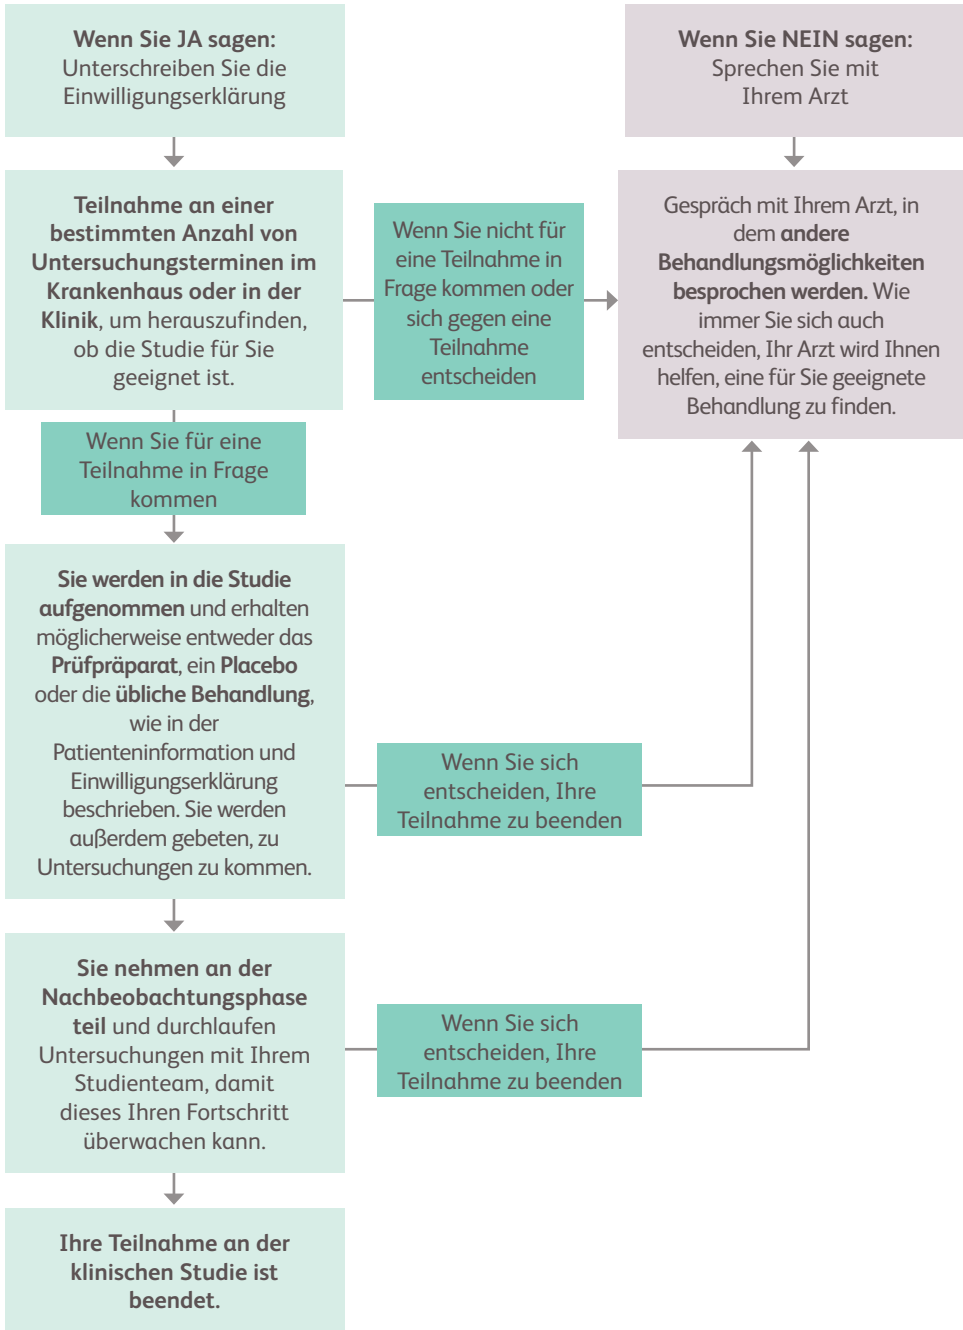 Wenn Sie JA sagen:
Unterschreiben Sie die
Einwilligungserklärung
Wenn Sie NEIN sagen:
Sprechen Sie mit
Ihrem Arzt
Teilnahme an einer
bestimmten Anzahl von
Untersuchungsterminen im
Krankenhaus oder in der
Klinik, um herauszufinden,
ob die Studie für Sie
geeignet ist.
Wenn Sie nicht für
eine Teilnahme in
Frage kommen oder
sich gegen eine
Teilnahme
entscheiden
Gespräch mit Ihrem Arzt, in
dem andere
Behandlungsmöglichkeiten
besprochen werden. Wie
immer Sie sich auch
entscheiden, Ihr Arzt wird Ihnen
helfen, eine für Sie geeignete
Behandlung zu finden.
Wenn Sie für eine
Teilnahme in Frage
kommen
Sie werden in die Studie
aufgenommen und erhalten
möglicherweise entweder das
Prüfpräparat, ein Placebo
oder die übliche Behandlung,
wie in der
Patienteninformation und
Einwilligungserklärung
beschrieben. Sie werden
außerdem gebeten, zu
Untersuchungen zu kommen.
Wenn Sie sich
entscheiden, Ihre
Teilnahme zu beenden
Sie nehmen an der
Nachbeobachtungsphase
teil und durchlaufen
Untersuchungen mit Ihrem
Studienteam, damit
dieses Ihren Fortschritt
überwachen kann.
Wenn Sie sich
entscheiden, Ihre
Teilnahme zu beenden
Ihre Teilnahme an der
klinischen Studie ist
beendet.